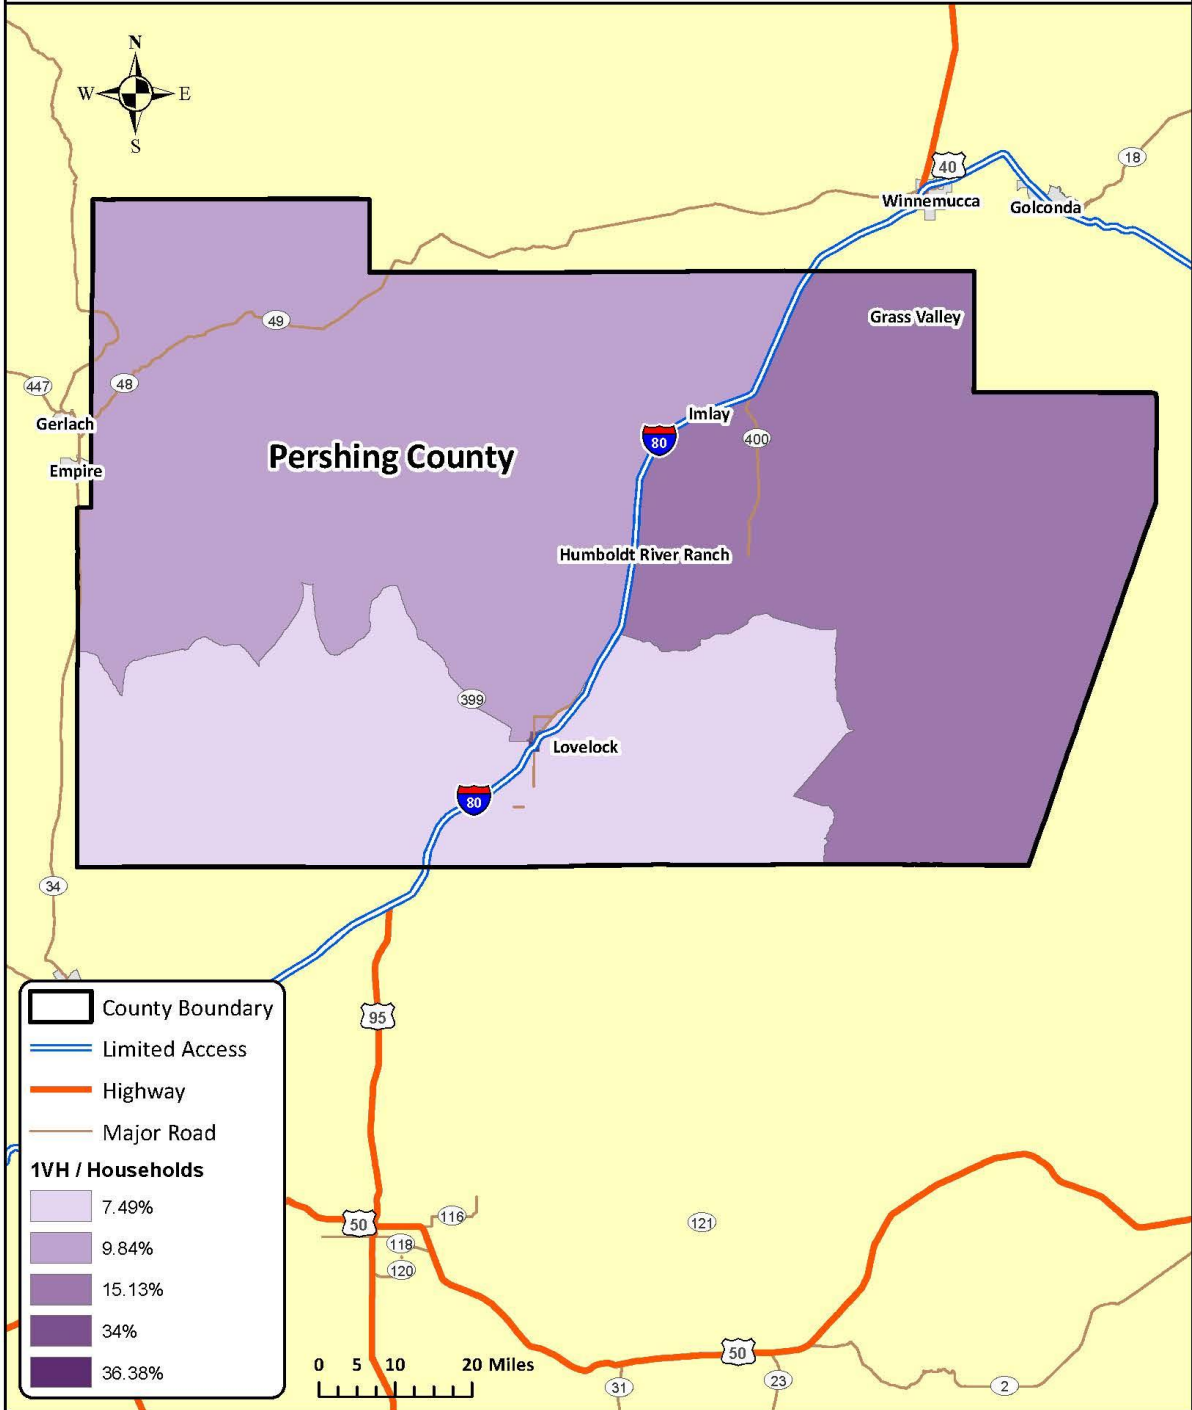 N
W E
S
40
18
Winnemucca
Golconda
Grass Valley
49
48
447
Gerlach
Imlay
400
80
Pershing County
Empire
Humboldt River Ranch
399
Lovelock
80
34
95
County Boundary
Limited Access
Highway
Major Road
1VH / Households
7.49%
9.84%
15.13%
34%
36.38%
50
116
121
118
120
0 5 10 20 Miles
50
31
23
2